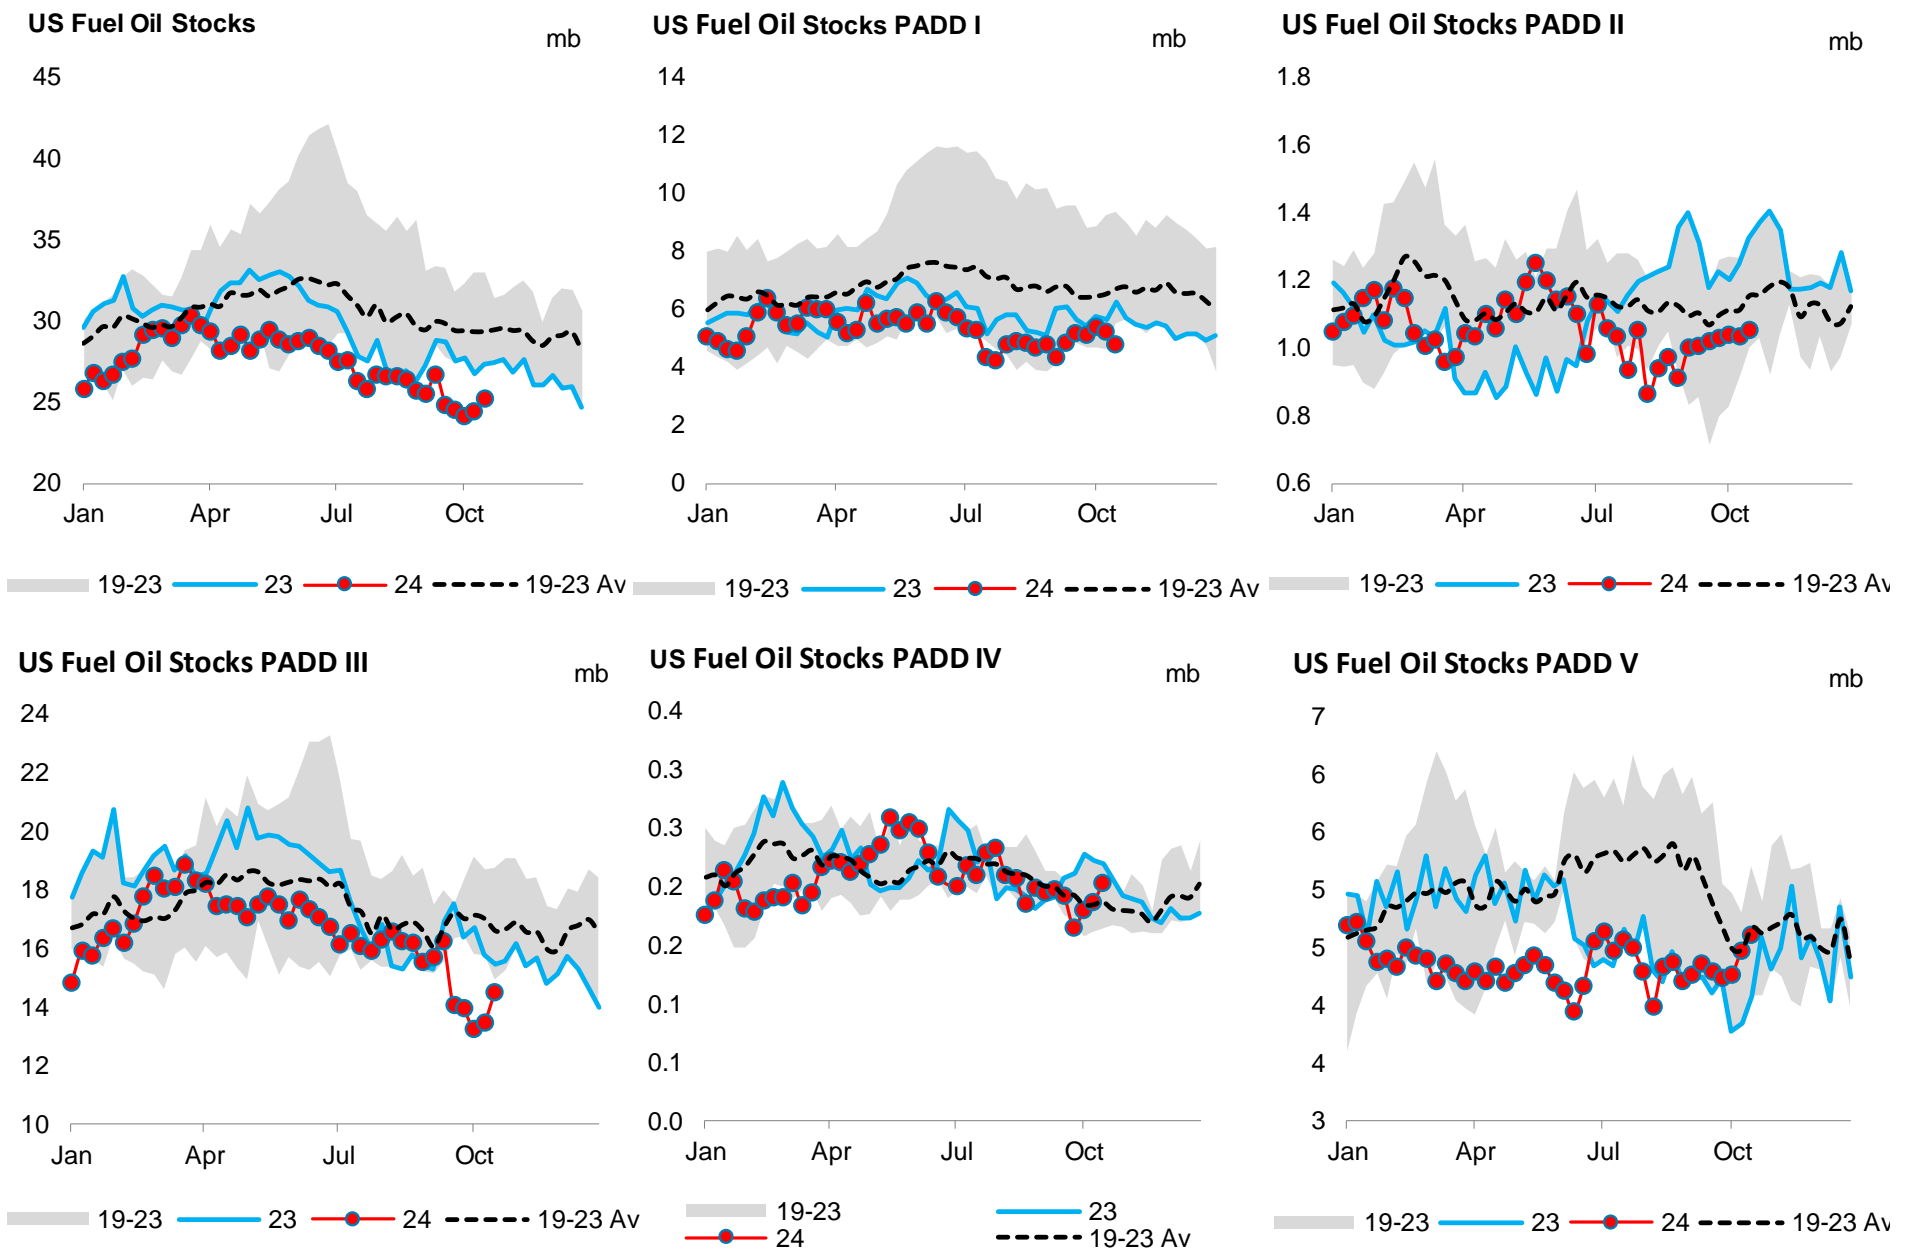 US Fuel Oil Stocks
mb
45
40
35
30
25
20
Jan Apr Jul Oct
19-23 23 24 19-23 Av
US Fuel Oil Stocks PADD I
mb
14
12
10
8
6
4
2
0
Jan Apr Jul Oct
19-23 23 24 19-23 Av
US Fuel Oil Stocks PADD II
mb
1.8
1.6
1.4
1.2
1.0
0.8
0.6
Jan Apr Jul Oct
19-23 23 24 19-23 Av
US Fuel Oil Stocks PADD III
mb
24
22
20
18
16
14
12
10
Jan Apr Jul Oct
19-23 23 24 19-23 Av
US Fuel Oil Stocks PADD IV
mb
0.4
0.3
0.3
0.2
0.2
0.1
0.1
0.0
Jan Apr Jul Oct
19-23 23
24 19-23 Av
US Fuel Oil Stocks PADD V
mb
7
6
6
5
5
4
4
3
Jan Apr Jul Oct
19-23 23 24 19-23 Av